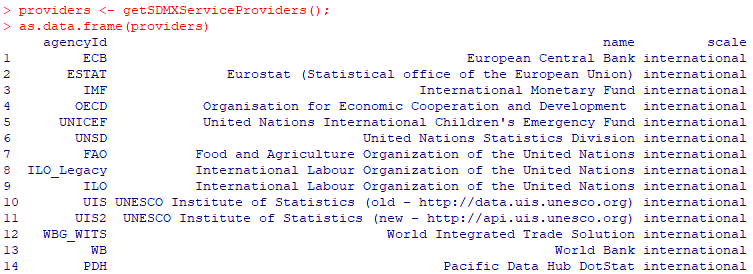 > providers <- getSDMXServiceProviders();
> as.data.frame(providers)
agencyId name scale
1 ECB European Central Bank international
2 ESTAT Eurostat (Statistical office of the European Union) international
3 IMF International Monetary Fund international
4 OECD Organisation for Economic Cooperation and Development international
5 UNICEF United Nations International Children's Emergency Fund international
6 UNSD United Nations Statistics Division international
7 FAO Food and Agriculture Organization of the United Nations international
8 ILO_Legacy International Labour Organization of the United Nations international
9 ILO International Labour Organization of the United Nations international
10 UIS UNESCO Institute of Statistics (old - http://data.uis.unesco.org) international
11 UIS2 UNESCO Institute of Statistics (new - http://api.uis.unesco.org) international
12 WBG_WITS World Integrated Trade Solution international
13 WB World Bank international
14 PDH Pacific Data Hub DotStat international